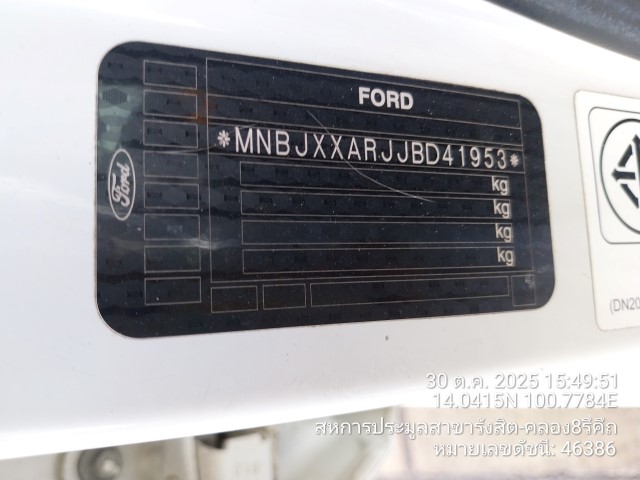 FORD
*MNBJXXARJJBD41953*
Ford
kg
kg
kg
kg
(DN20
30 ต.ค. 2025 15:49:51
14.0415N 100.7784E
สหการประมูลสาขารังสิต-คลอง8รีคีถ
หมายเลขดัชนี: 46386